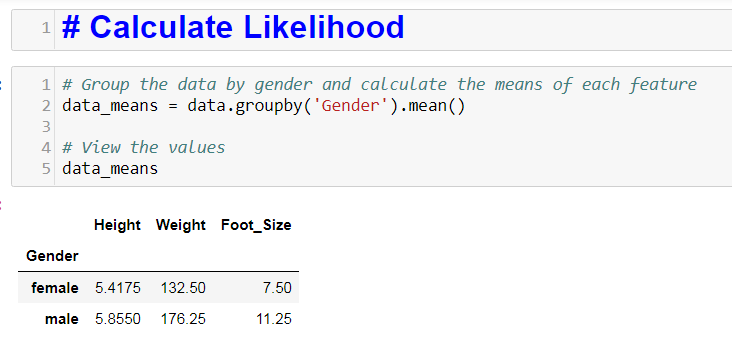 1 # Calculate Likelihood
1 # Group the data by gender and calculate the means of each feature
2 data_means = data.groupby('Gender').mean()
3
4 # View the values
5 data_means
Height Weight Foot_Size
Gender
female 5.4175 132.50 7.50
male 5.8550 176.25 11.25